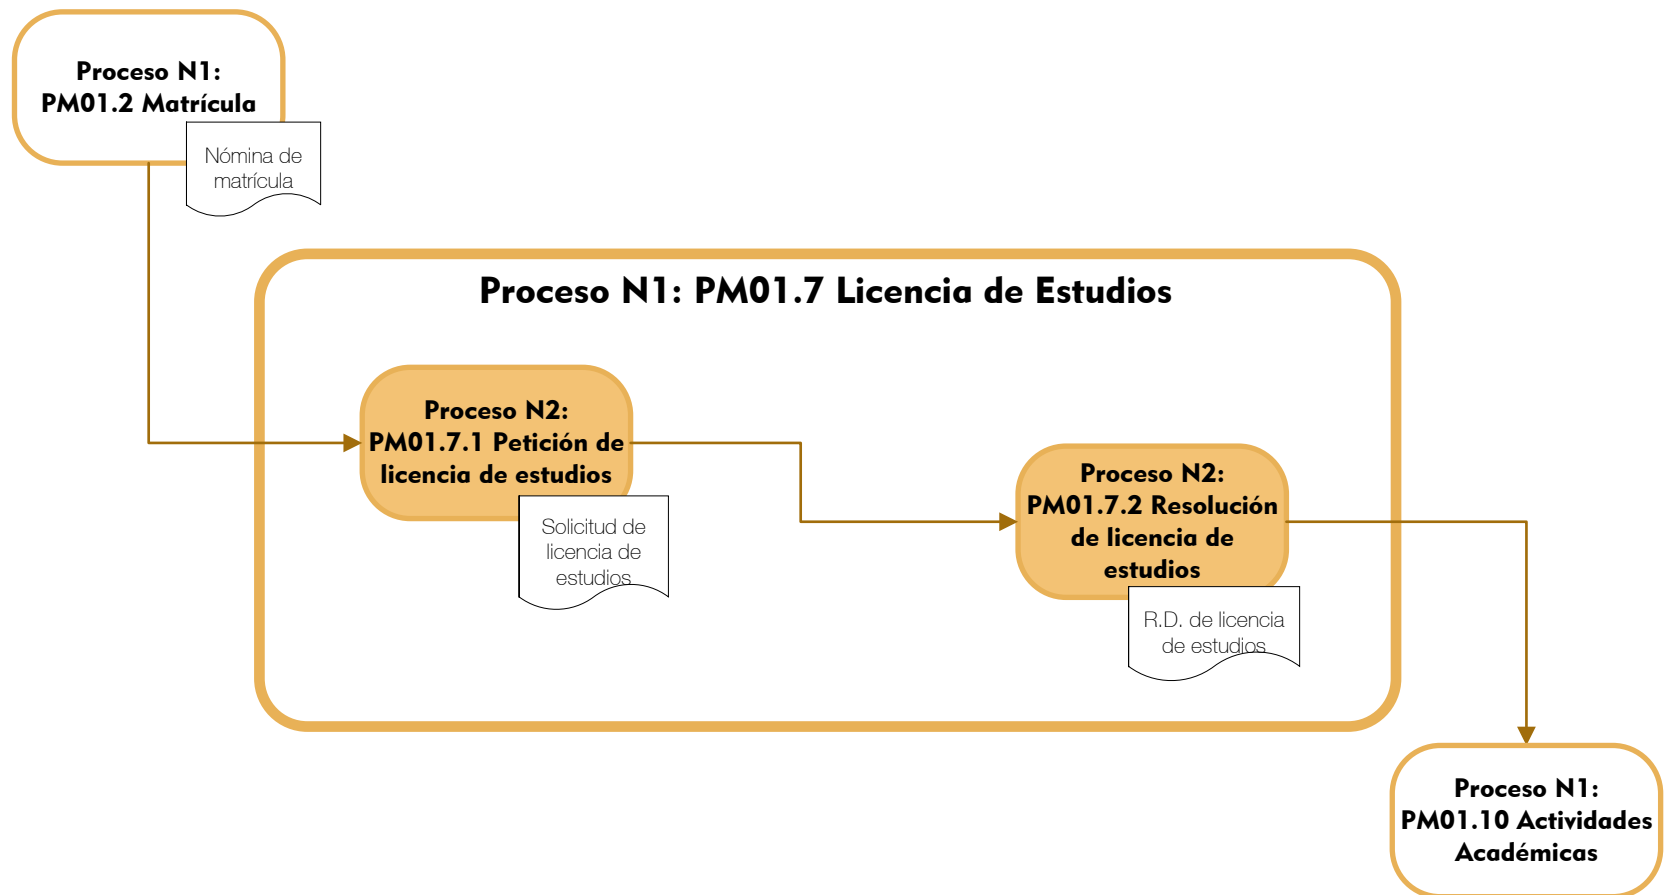 Proceso N1:
PM01.2 Matrícula
Nómina de
matrícula
Proceso N1: PM01.7 Licencia de Estudios
Proceso N2:
PM01.7.1 Petición de
licencia de estudios
Solicitud de
licencia de
estudios
Proceso N2:
PM01.7.2 Resolución
de licencia de
estudios
R.D. de licencia
de estudios
Proceso N1:
PM01.10 Actividades
Académicas